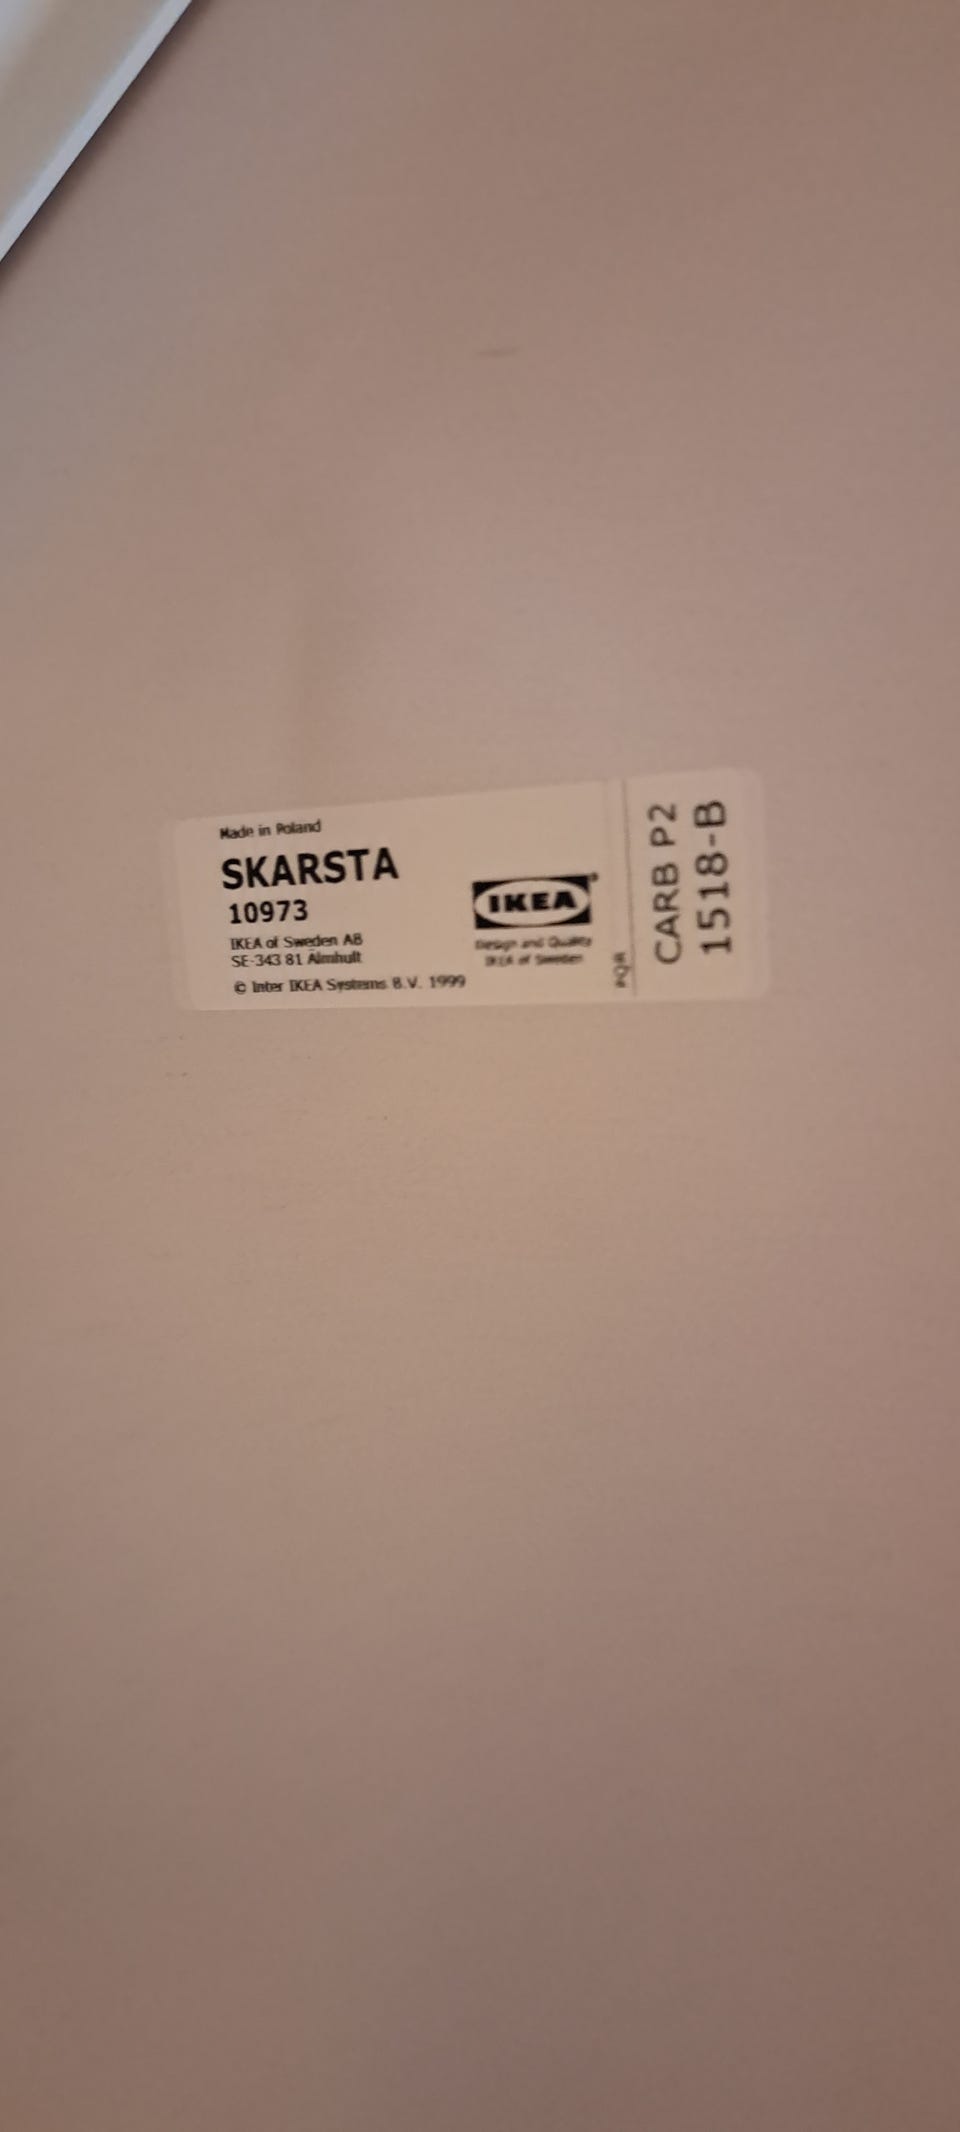 Made in Poland
SKARSTA
10973
IKEA of Sweden AB
SE-343 81 Älmhult
© Inter IKEA Systems B.V. 1999
IKEA®
Design and Quality
IKEA of Sweden
PQR
CARB P2
1518-B